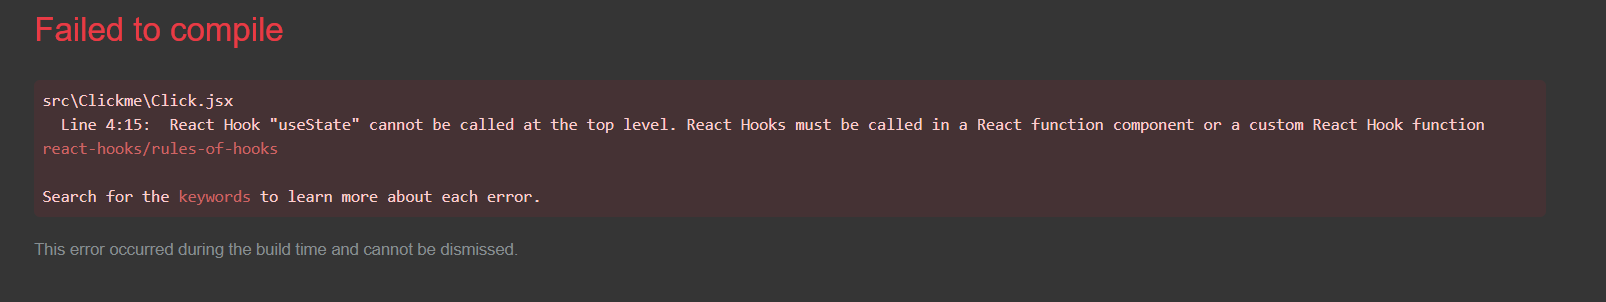 Failed to compile
src\Clickme\Click.jsx
Line 4:15:  React Hook "useState" cannot be called at the top level. React Hooks must be called in a React function component or a custom React Hook function
react-hooks/rules-of-hooks
Search for the keywords to learn more about each error.
This error occurred during the build time and cannot be dismissed.